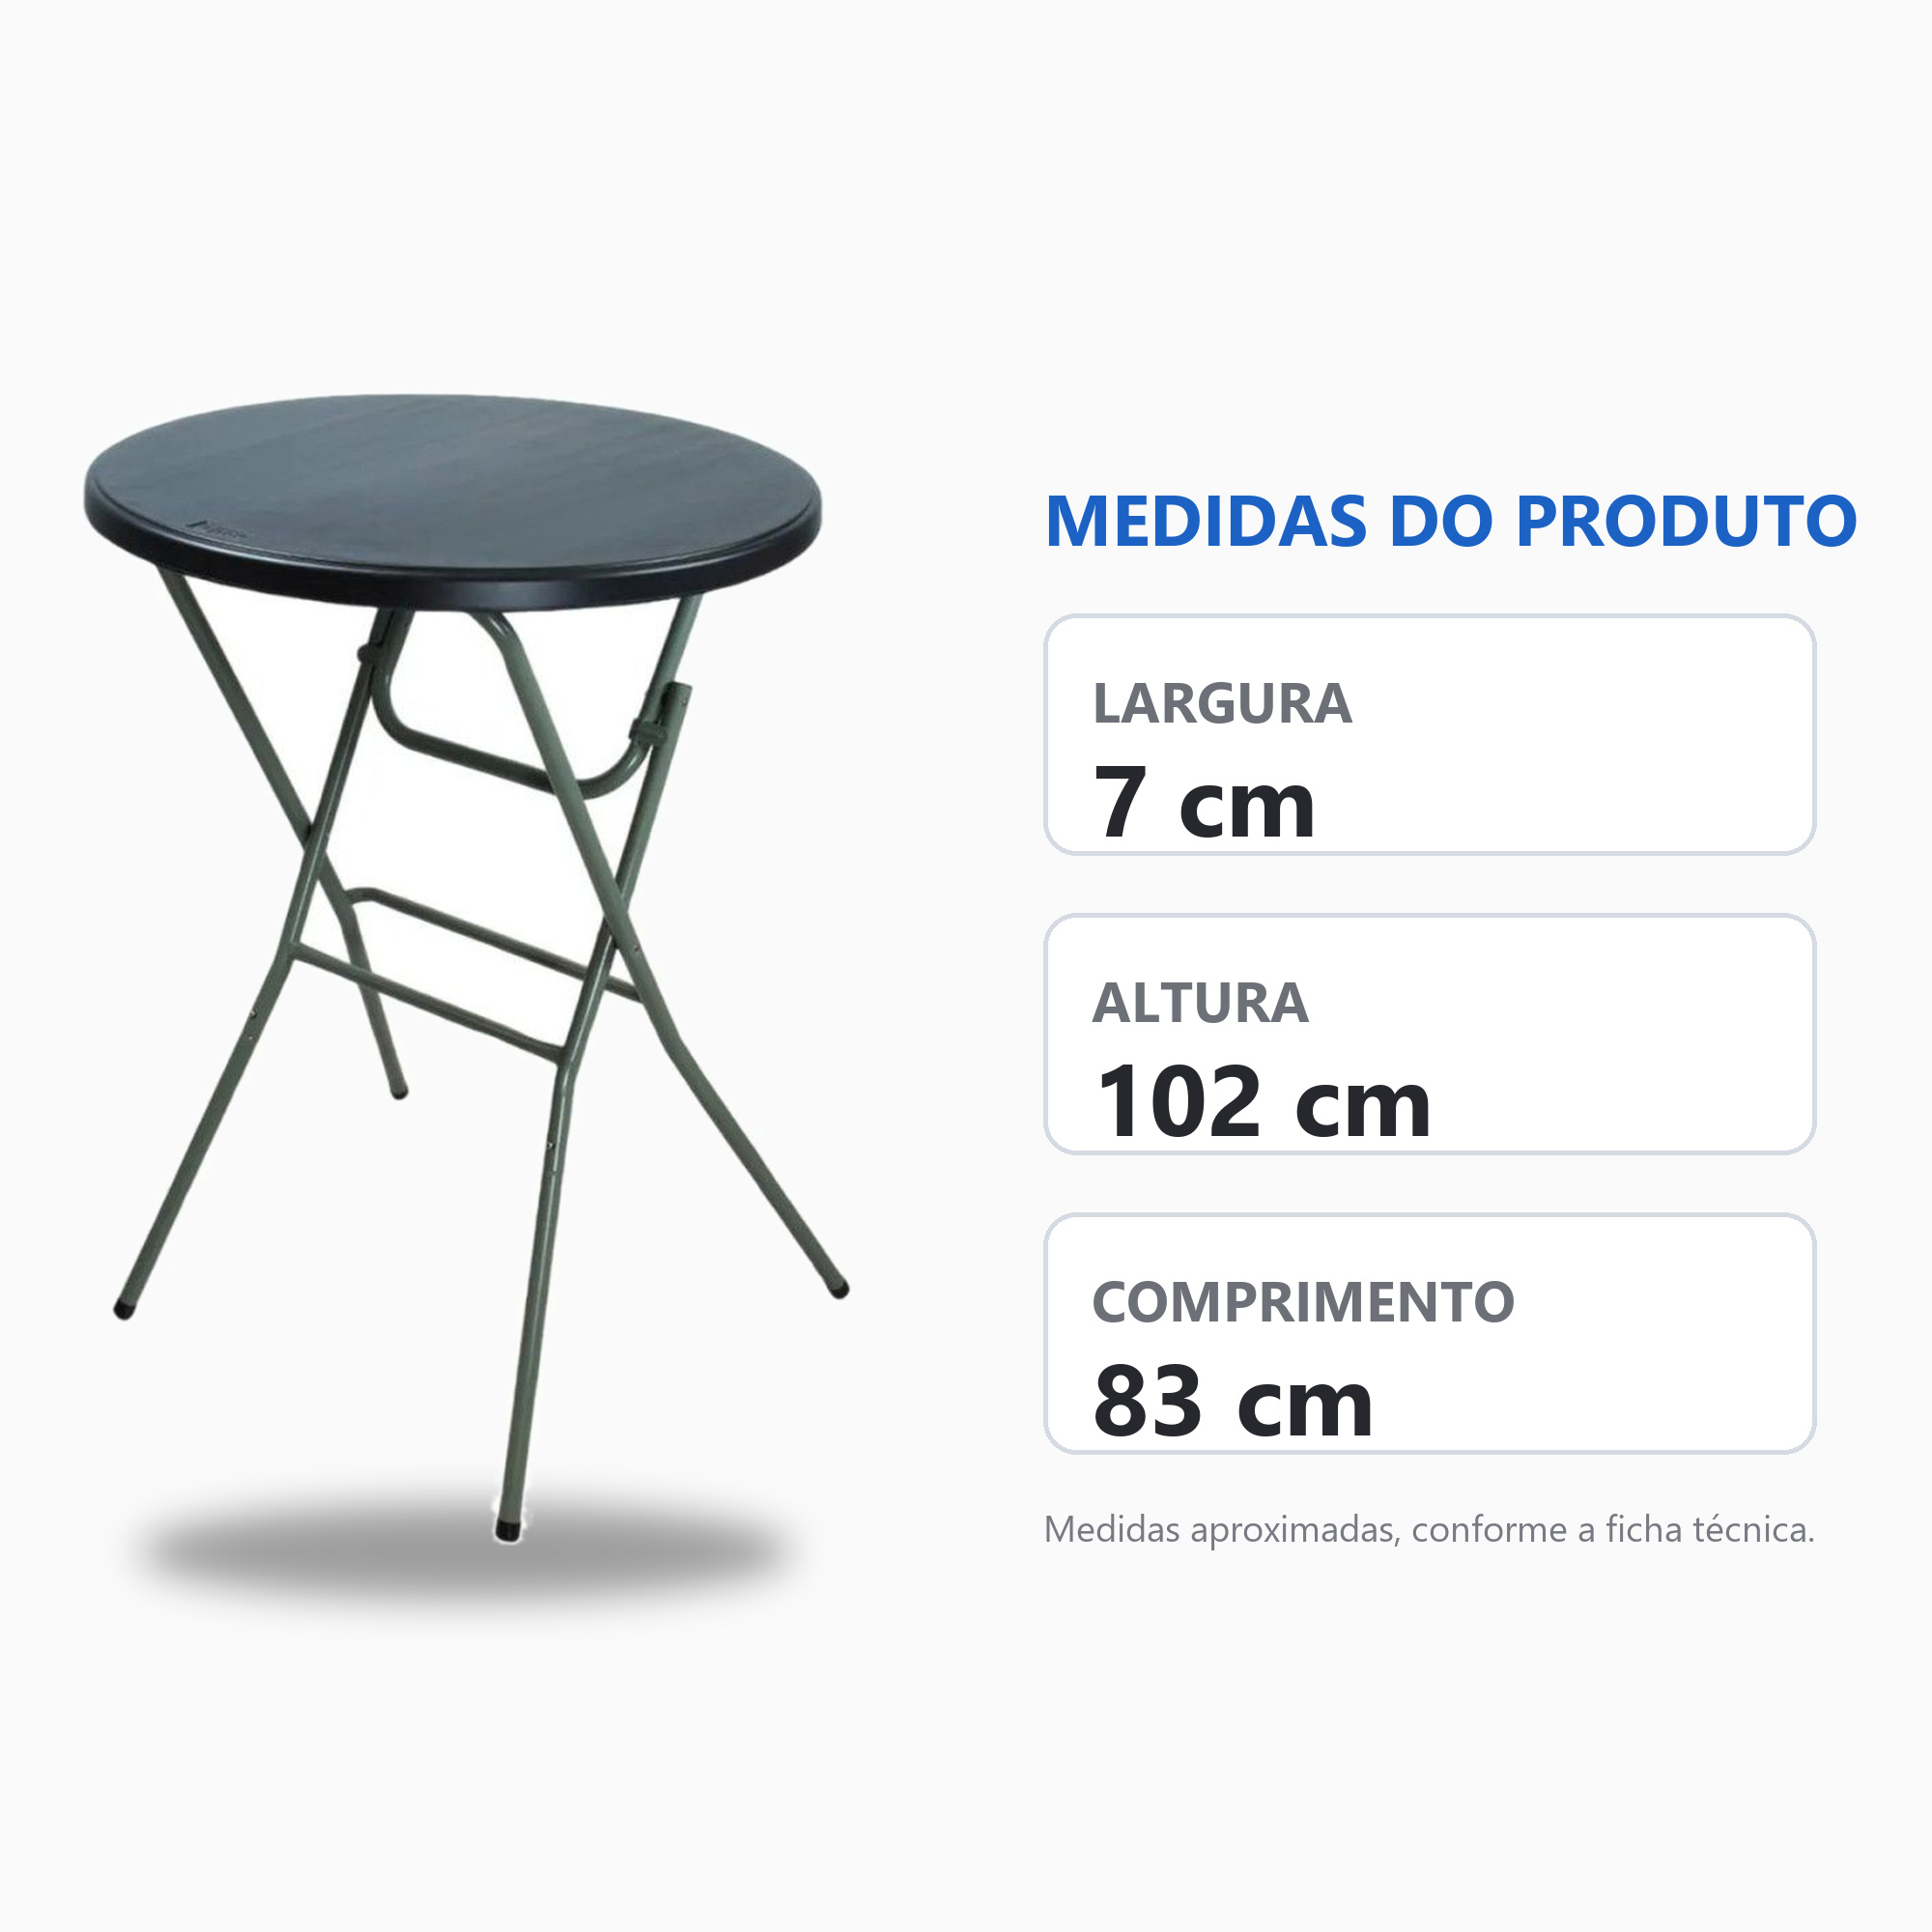 MEDIDAS DO PRODUTO
LARGURA
7 cm
ALTURA
102 cm
COMPRIMENTO
83 cm
Medidas aproximadas, conforme a ficha técnica.